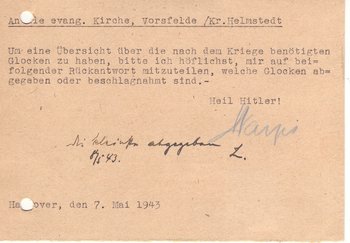 An die evang. Kirche, Vorsfelde /Kr.Helmstedt
Um eine Übersicht über die nach dem Kriege benötigten
Glocken zu haben, bitte ich höflichst, mir auf bei-
folgender Rückantwort mitzuteilen, welche Glocken ab-
gegeben oder beschlagnahmt sind.-
Heil Hitler!
abgegeben
Hannover, den 7. Mai 1943